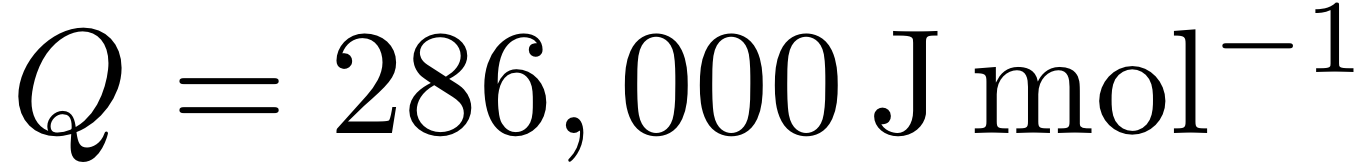 Q = 286,000 J mol⁻¹